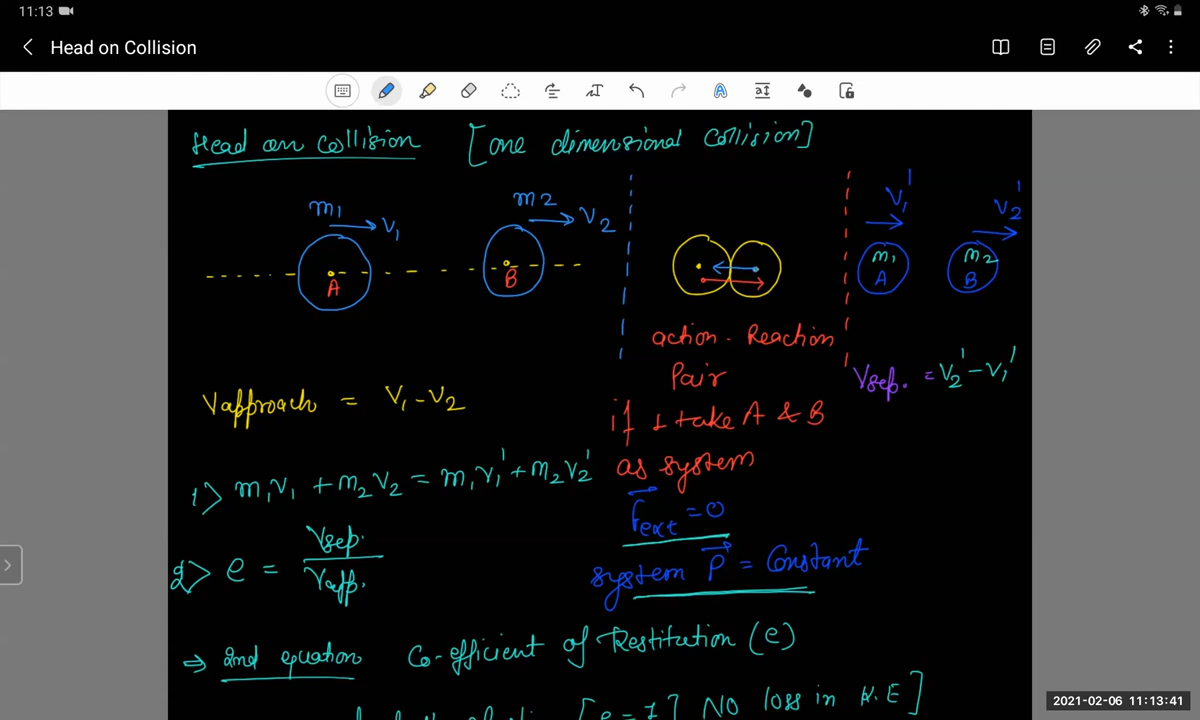 11:13
Head on Collision
Head on Collision [one dimensional Collision]
m1 V1 m2 V2 V1' V2'
A B m1 A m2 B
action - Reaction
Pair
Vapproach = V1 - V2
Vsep. = V2' - V1'
if I take A & B
as system
1> m1V1 + m2V2 = m1V1' + m2V2'
Fext = 0
2> e = Vsep. / Vapp.
system P = Constant
⇒ 2nd equation Co-efficient of Restitution (e)
[e = 1] NO loss in K.E]
2021-02-06 11:13:41